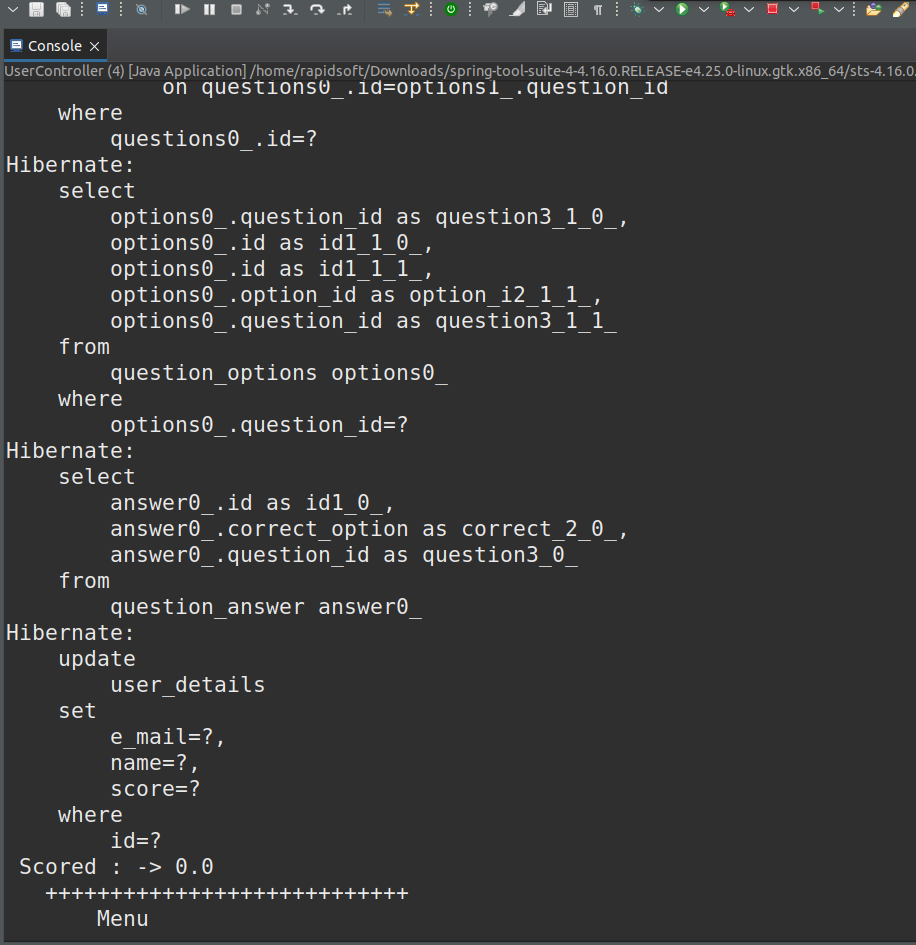 Console
UserController (4) [Java Application] /home/rapidsoft/Downloads/spring-tool-suite-4-4.16.0.RELEASE-e4.25.0-linux.gtk.x86_64/sts-4.16.0.
on questions0_.id=options1_.question_id
where
questions0_.id=?
Hibernate:
select
options0_.question_id as question3_1_0_,
options0_.id as id1_1_0_,
options0_.id as id1_1_1_,
options0_.option_id as option_i2_1_1_,
options0_.question_id as question3_1_1_
from
question_options options0_
where
options0_.question_id=?
Hibernate:
select
answer0_.id as id1_0_,
answer0_.correct_option as correct_2_0_,
answer0_.question_id as question3_0_
from
question_answer answer0_
Hibernate:
update
user_details
set
e_mail=?,
name=?,
score=?
where
id=?
Scored : -> 0.0
++++++++++++++++++++++++++++
Menu